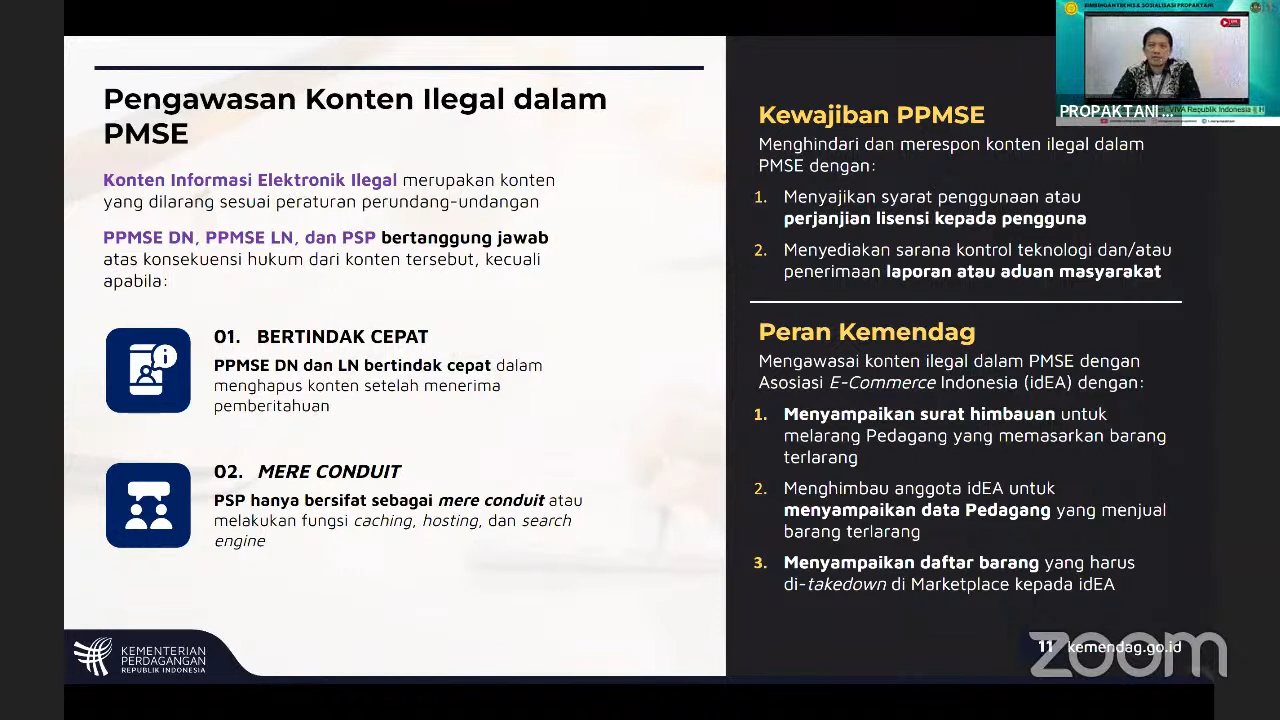 Pengawasan Konten Ilegal dalam
PMSE
Konten Informasi Elektronik Ilegal merupakan konten
yang dilarang sesuai peraturan perundang-undangan
PPMSE DN, PPMSE LN, dan PSP bertanggung jawab
atas konsekuensi hukum dari konten tersebut, kecuali
apabila:
01. BERTINDAK CEPAT
PPMSE DN dan LN bertindak cepat dalam
menghapus konten setelah menerima
pemberitahuan
02. MERE CONDUIT
PSP hanya bersifat sebagai mere conduit atau
melakukan fungsi caching, hosting, dan search
engine
KEMENTERIAN
PERDAGANGAN
REPUBLIK INDONESIA
BIMBINGAN TEKNIS & SOSIALISASI PROPAKTANI
VIVA Republik Indonesia
PROPAKTANI ...
Kewajiban PPMSE
Menghindari dan merespon konten ilegal dalam
PMSE dengan:
1. Menyajikan syarat penggunaan atau
perjanjian lisensi kepada pengguna
2. Menyediakan sarana kontrol teknologi dan/atau
penerimaan laporan atau aduan masyarakat
Peran Kemendag
Mengawasai konten ilegal dalam PMSE dengan
Asosiasi E-Commerce Indonesia (idEA) dengan:
1. Menyampaikan surat himbauan untuk
melarang Pedagang yang memasarkan barang
terlarang
2. Menghimbau anggota idEA untuk
menyampaikan data Pedagang yang menjual
barang terlarang
3. Menyampaikan daftar barang yang harus
di-takedown di Marketplace kepada idEA
11 kemendag.go.id
zoom